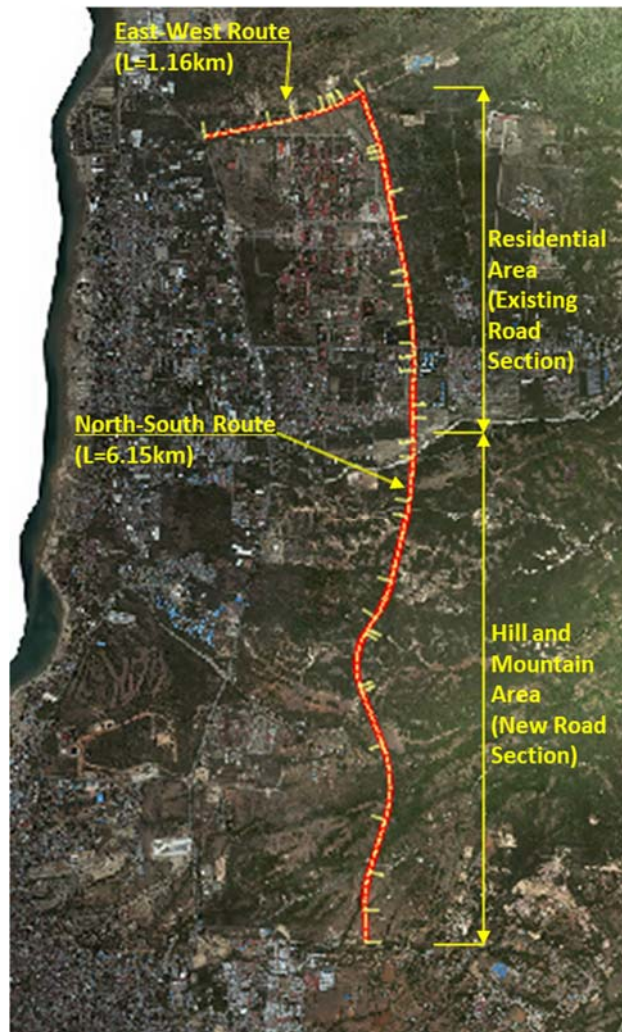 East-West Route
(L=1.16km)
Residential
Area
(Existing
Road
Section)
North-South Route
(L=6.15km)
Hill and
Mountain
Area
(New Road
Section)